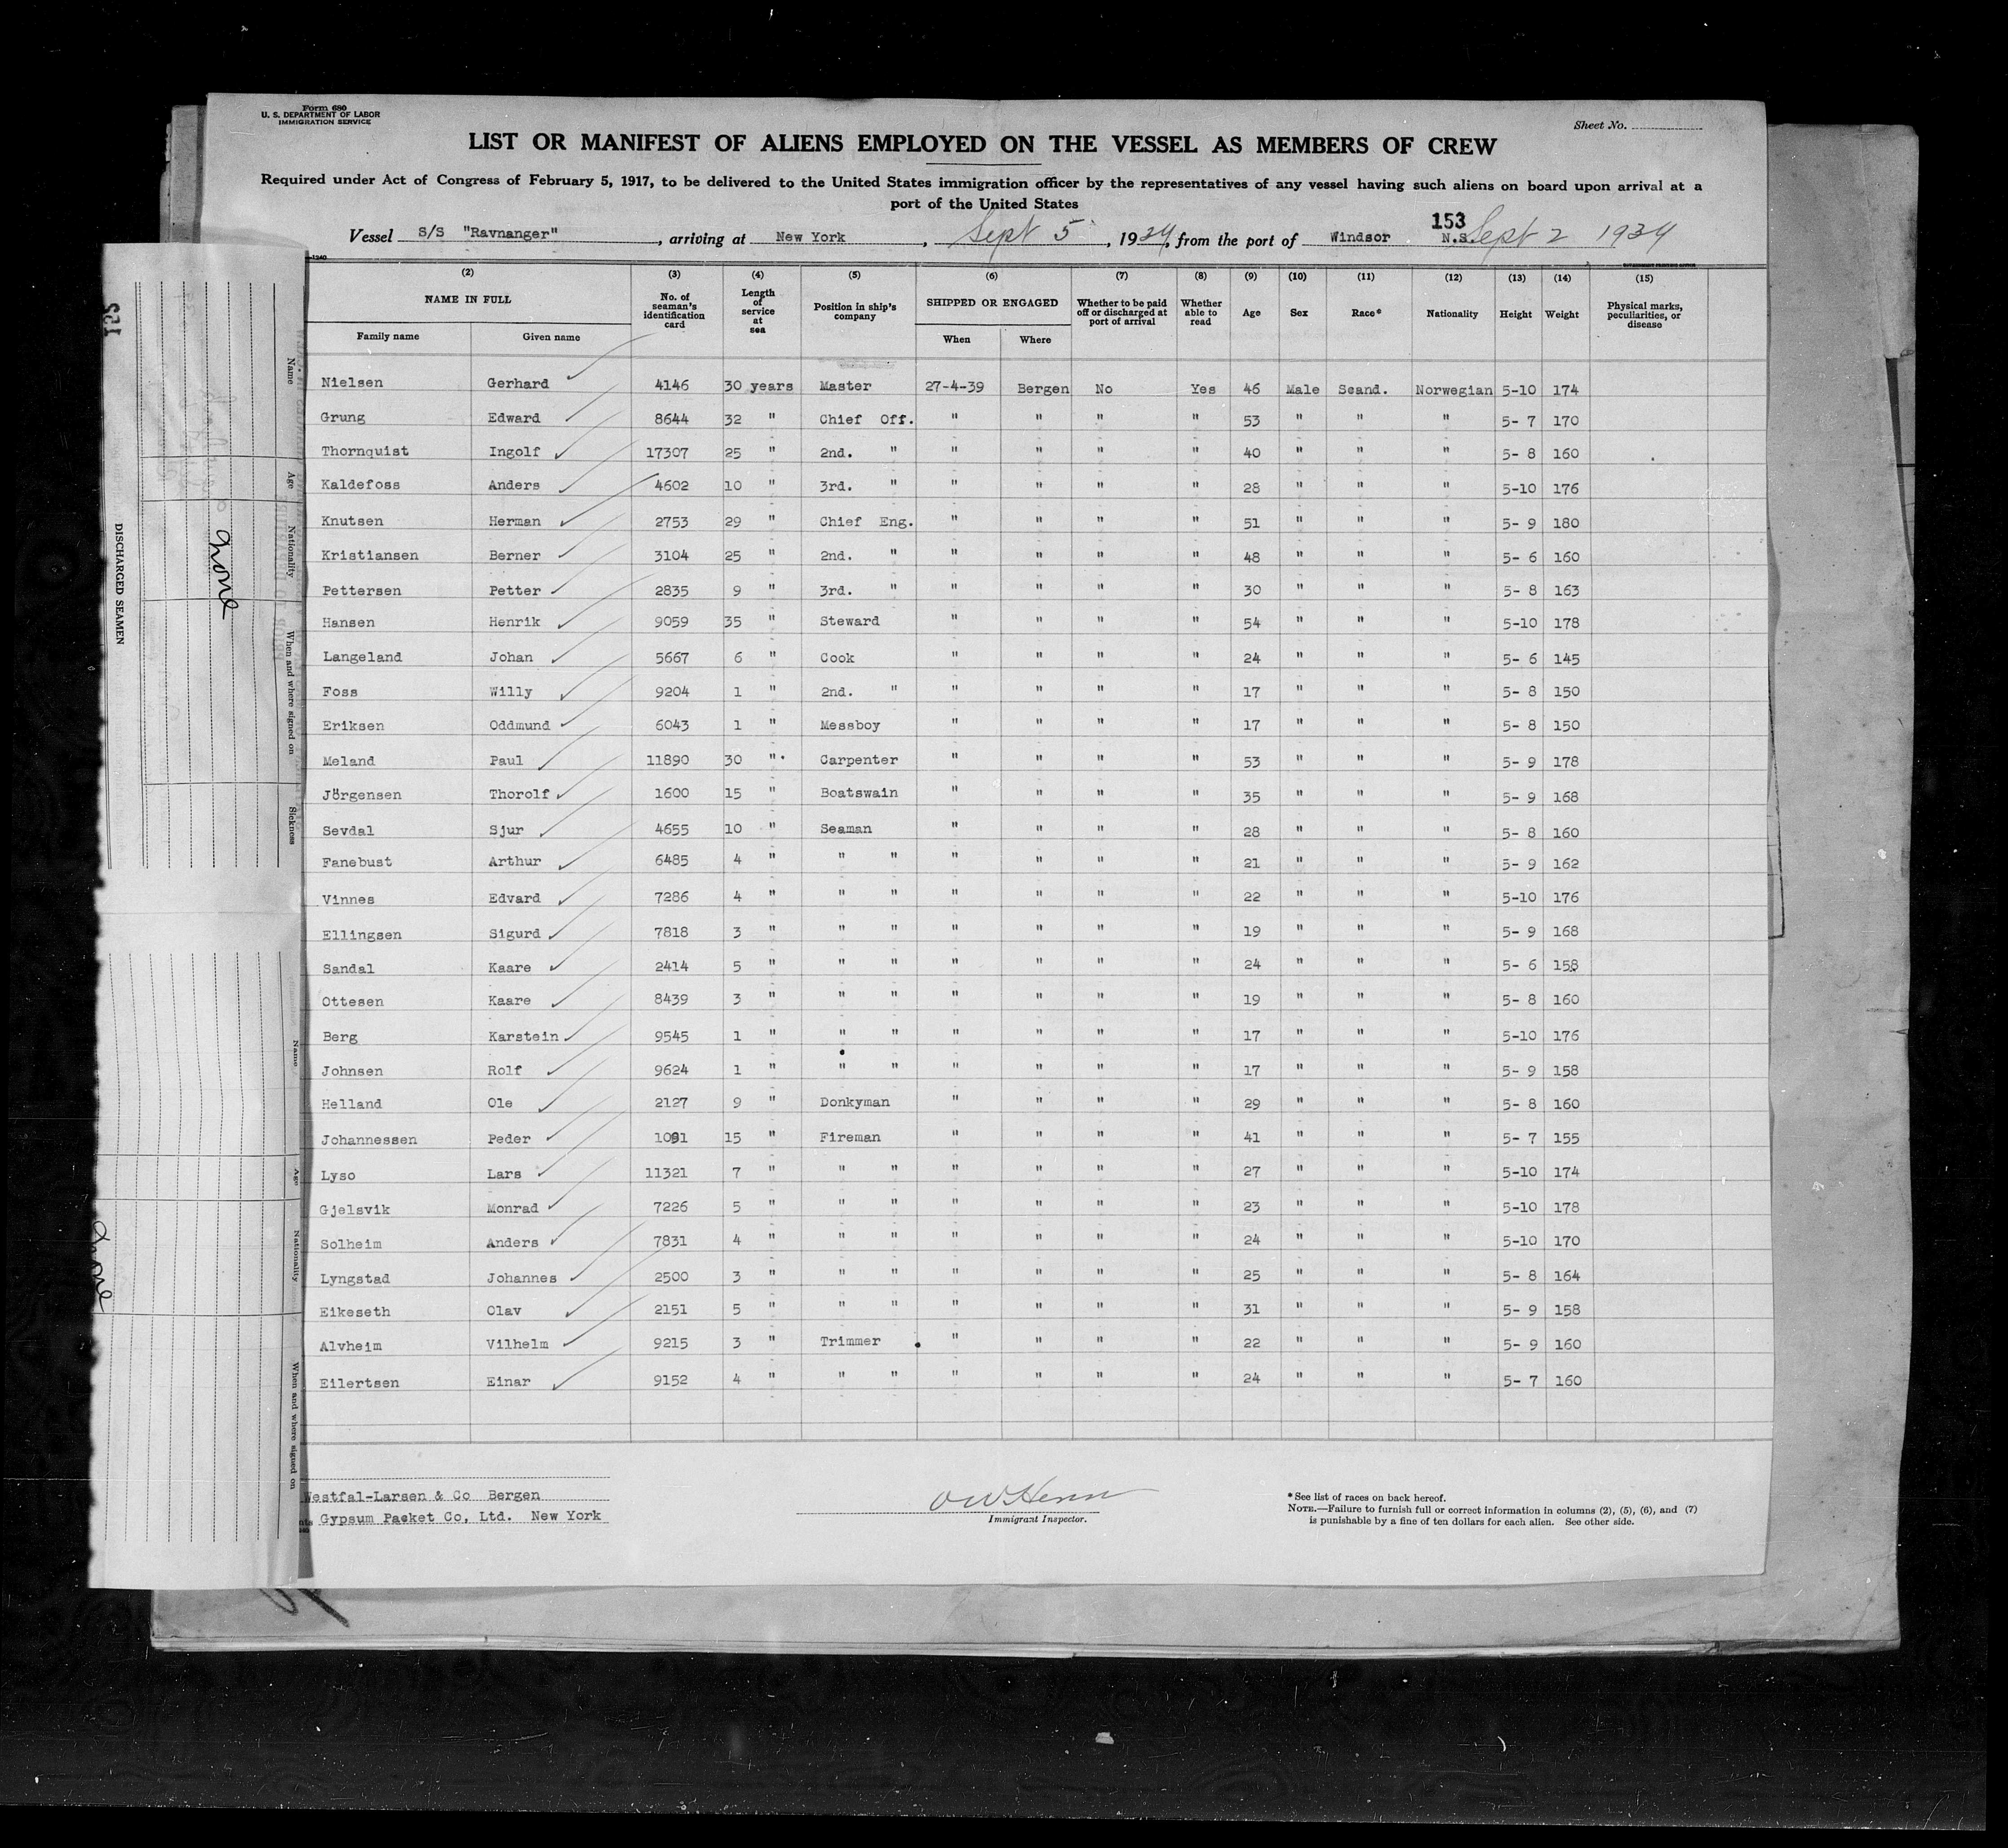 Form 680
U. S. DEPARTMENT OF LABOR
IMMIGRATION SERVICE
Sheet No.
LIST OR MANIFEST OF ALIENS EMPLOYED ON THE VESSEL AS MEMBERS OF CREW
Required under Act of Congress of February 5, 1917, to be delivered to the United States immigration officer by the representatives of any vessel having such aliens on board upon arrival at a
port of the United States
153
Vessel S/S "Ravnanger", arriving at New York, Sept 5, 1934, from the port of Windsor N.S. Sept 2 1934
(2) (3) (4) (5) (6) (7) (8) (9) (10) (11) (12) (13) (14) (15)
NAME IN FULL No. of seaman's identification card Length of service at sea Position in ship's company SHIPPED OR ENGAGED Whether to be paid off or discharged at port of arrival Whether able to read Age Sex Race* Nationality Height Weight Physical marks, peculiarities, or disease
Family name Given name When Where
Nielsen Gerhard 4146 30 years Master 27-4-39 Bergen No Yes 46 Male Scand. Norwegian 5-10 174
Grung Edward 8644 32 " Chief Off. " " " " 53 " " " 5- 7 170
Thornquist Ingolf 17307 25 " 2nd. " " " " " 40 " " " 5- 8 160
Kaldefoss Anders 4602 10 " 3rd. " " " " " 28 " " " 5-10 176
Knutsen Herman 2753 29 " Chief Eng. " " " " 51 " " " 5- 9 180
Kristiansen Berner 3104 25 " 2nd. " " " " " 48 " " " 5- 6 160
Pettersen Petter 2835 9 " 3rd. " " " " " 30 " " " 5- 8 163
Hansen Henrik 9059 35 " Steward " " " " 54 " " " 5-10 178
Langeland Johan 5667 6 " Cook " " " " 24 " " " 5- 6 145
Foss Willy 9204 1 " 2nd. " " " " " 17 " " " 5- 8 150
Eriksen Oddmund 6043 1 " Messboy " " " " 17 " " " 5- 8 150
Meland Paul 11890 30 " Carpenter " " " " 53 " " " 5- 9 178
Jörgensen Thorolf 1600 15 " Boatswain " " " " 35 " " " 5- 9 168
Sevdal Sjur 4655 10 " Seaman " " " " 28 " " " 5- 8 160
Fanebust Arthur 6485 4 " " " " " " " 21 " " " 5- 9 162
Vinnes Edvard 7286 4 " " " " " " " 22 " " " 5-10 176
Ellingsen Sigurd 7818 3 " " " " " " " 19 " " " 5- 9 168
Sandal Kaare 2414 5 " " " " " " " 24 " " " 5- 6 158
Ottesen Kaare 8439 3 " " " " " " " 19 " " " 5- 8 160
Berg Karstein 9545 1 " " " " " " " 17 " " " 5-10 176
Johnsen Rolf 9624 1 " " " " " " " 17 " " " 5- 9 158
Helland Ole 2127 9 " Donkyman " " " " 29 " " " 5- 8 160
Johannessen Peder 15 " Fireman " " " " 41 " " " 5- 7 155
Lyso Lars 11321 7 " " " " " " " 27 " " " 5-10 174
Gjelsvik Monrad 7226 5 " " " " " " " 23 " " " 5-10 178
Solheim Anders 7831 4 " " " " " " " 24 " " " 5-10 170
Lyngstad Johannes 2500 3 " " " " " " " 25 " " " 5- 8 164
Eikeseth Olav 2151 5 " " " " " " " 31 " " " 5- 9 158
Alvheim Vilhelm 9215 3 " Trimmer " " " " 22 " " " 5- 9 160
Eilertsen Einar 9152 4 " " " " " " " 24 " " " 5- 7 160
Westfal-Larsen & Co Bergen
Gypsum Packet Co, Ltd. New York
Immigrant Inspector.
* See list of races on back hereof.
NOTE.—Failure to furnish full or correct information in columns (2), (5), (6), and (7)
is punishable by a fine of ten dollars for each alien. See other side.
DISCHARGED SEAMEN
none
Name
Age
Nationality
When and where signed on
Sickness
Name
Age
Nationality
When and where signed on
none